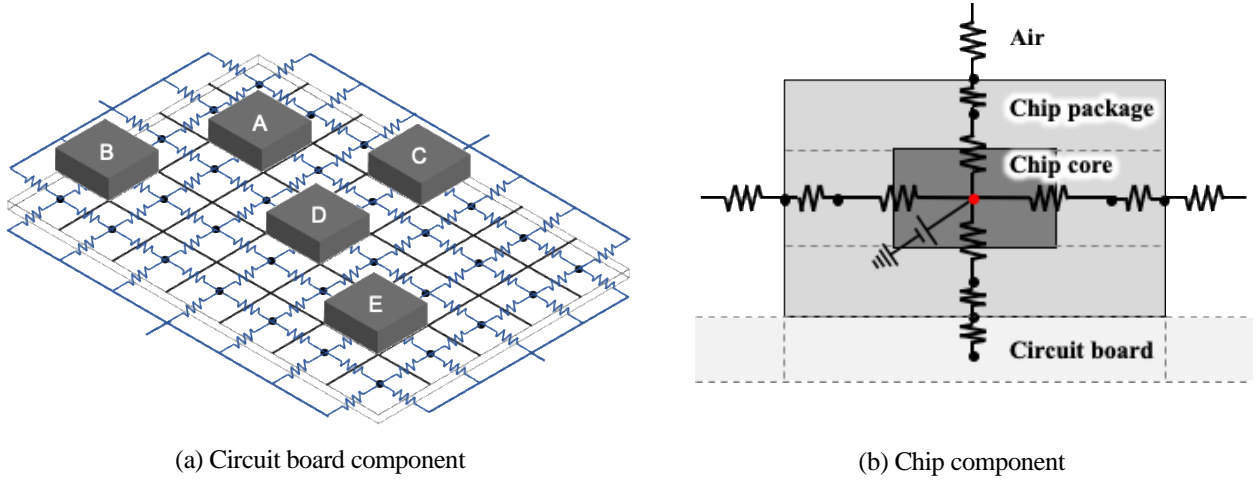 A
B
C
D
E
(a) Circuit board component
Air
Chip package
Chip core
Circuit board
(b) Chip component